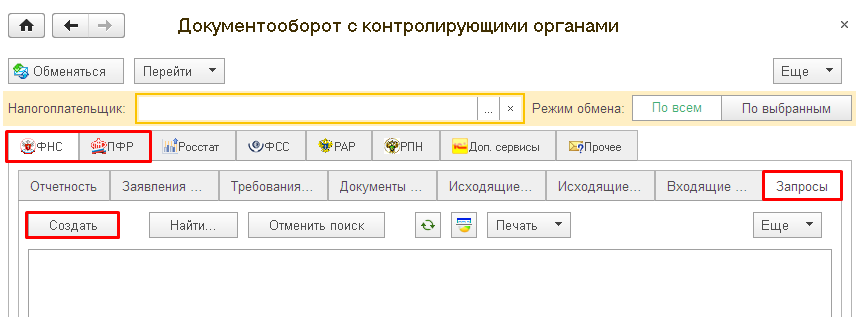 Документооборот с контролирующими органами
Обменяться Перейти Еще
Налогоплательщик: ... × Режим обмена: По всем По выбранным
ФНС ПФР Росстат ФСС РАР РПН Доп. сервисы Прочее
Отчетность Заявления ... Требования... Документы ... Исходящие... Исходящие... Входящие ... Запросы
Создать Найти... Отменить поиск Печать Еще